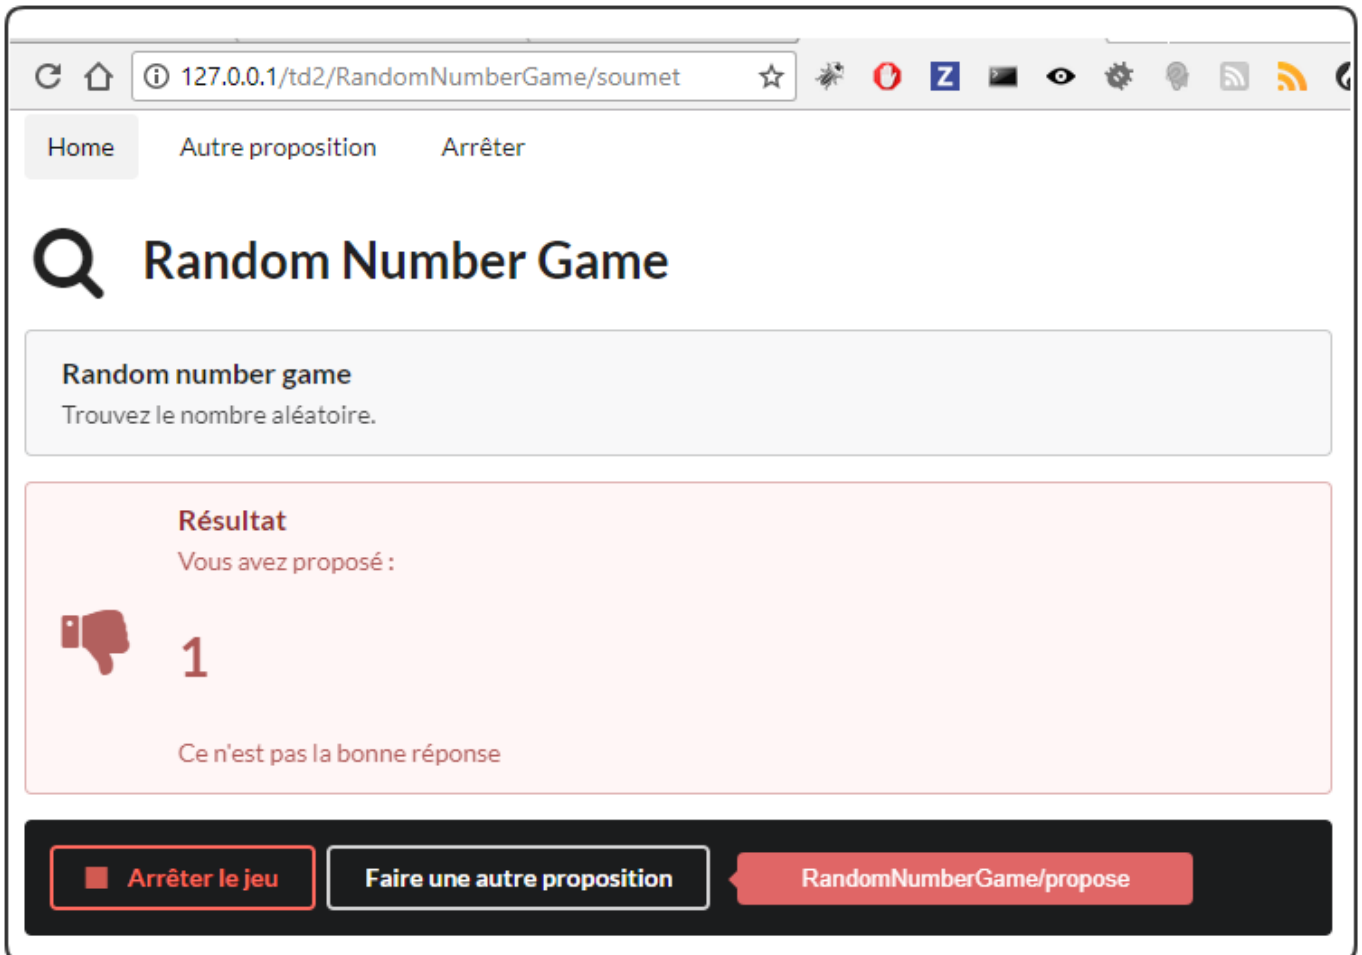 127.0.0.1/td2/RandomNumberGame/soumet
Z
Home Autre proposition Arrêter
Random Number Game
Random number game
Trouvez le nombre aléatoire.
Résultat
Vous avez proposé :
1
Ce n'est pas la bonne réponse
Arrêter le jeu Faire une autre proposition RandomNumberGame/propose